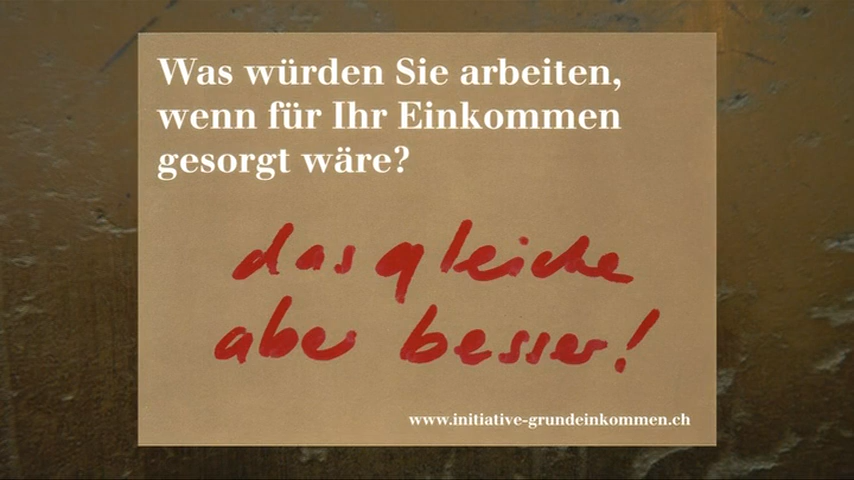 Was würden Sie arbeiten,
wenn für Ihr Einkommen
gesorgt wäre?
das gleiche
aber besser!
www.initiative-grundeinkommen.ch